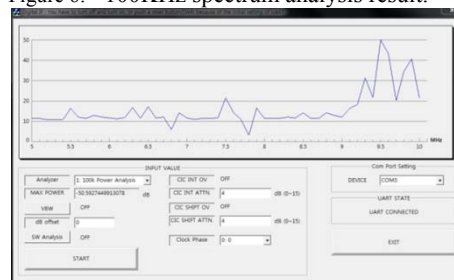 Figure 6. 100KHz spectrum analysis result.
50
40
30
20
10
0
5 5.5 6 6.5 7 7.5 8 8.5 9 9.5 10 MHz
INPUT VALUE
Analyzer 1: 100k Power Analysis
MAX POWER -50.5927449913078 dB
VBW OFF
dB offset 0
SW Analysis OFF
START
CIC INT OV OFF
CIC INT ATTN. 4 dB (0~15)
CIC SHIFT OV OFF
CIC SHIFT ATTN. 4 dB (0~15)
Clock Phase 0: 0
Com Port Setting
DEVICE COM3
UART STATE
UART CONNECTED
EXIT